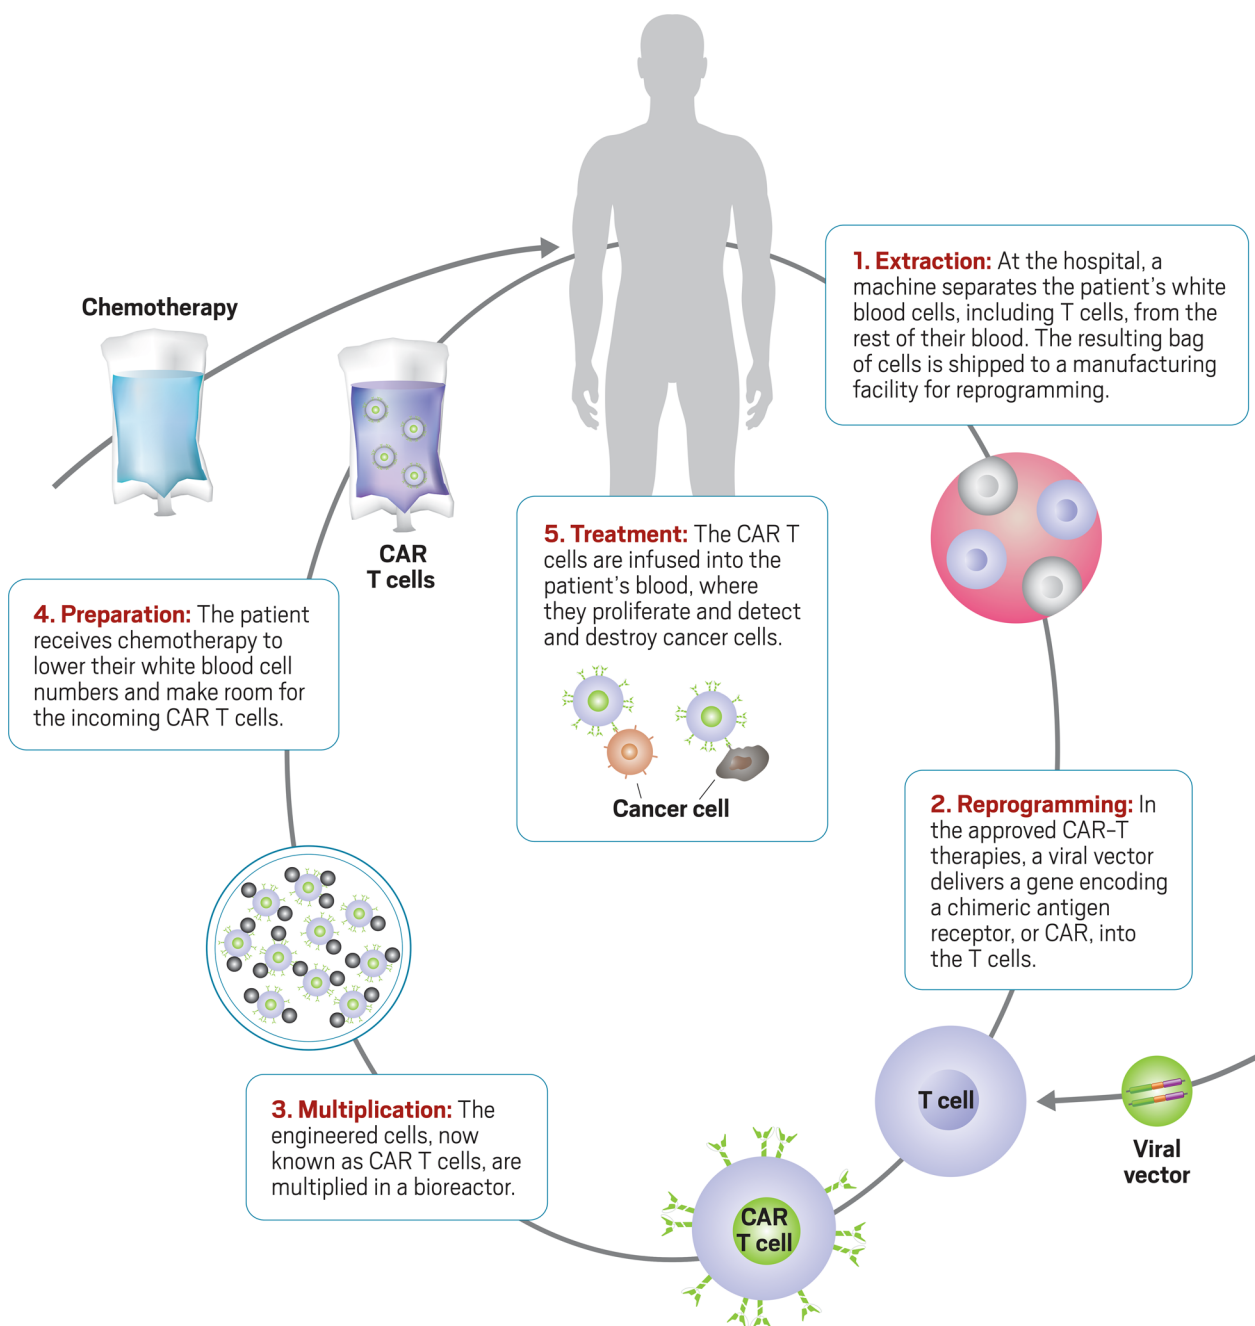 1. Extraction: At the hospital, a
machine separates the patient's white
blood cells, including T cells, from the
rest of their blood. The resulting bag
of cells is shipped to a manufacturing
facility for reprogramming.
Chemotherapy
CAR
T cells
5. Treatment: The CAR T
cells are infused into the
patient's blood, where
they proliferate and detect
and destroy cancer cells.
Cancer cell
4. Preparation: The patient
receives chemotherapy to
lower their white blood cell
numbers and make room for
the incoming CAR T cells.
2. Reprogramming: In
the approved CAR–T
therapies, a viral vector
delivers a gene encoding
a chimeric antigen
receptor, or CAR, into
the T cells.
T cell
Viral
vector
3. Multiplication: The
engineered cells, now
known as CAR T cells, are
multiplied in a bioreactor.
CAR
T cell